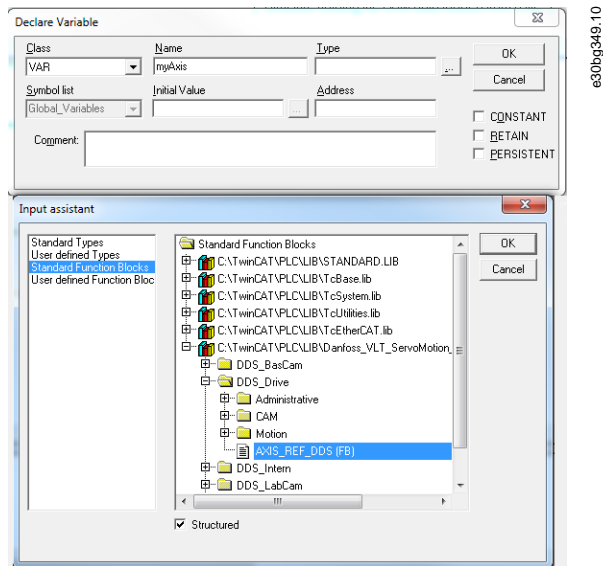 Declare Variable
Class Name Type
VAR myAxis OK
Symbol list Initial Value Address Cancel
Global_Variables
CONSTANT
Comment: RETAIN
PERSISTENT
Input assistant
Standard Types
User defined Types
Standard Function Blocks
User defined Function Bloc
Standard Function Blocks
C:\TwinCAT\PLC\LIB\STANDARD.LIB
C:\TwinCAT\PLC\LIB\TcBase.lib
C:\TwinCAT\PLC\LIB\TcSystem.lib
C:\TwinCAT\PLC\LIB\TcUtilities.lib
C:\TwinCAT\PLC\LIB\TcEtherCAT.lib
C:\TwinCAT\PLC\LIB\Danfoss_VLT_ServoMotion_
DDS_BasCam
DDS_Drive
Administrative
CAM
Motion
AXIS_REF_DDS (FB)
DDS_Intern
DDS_LabCam
Structured
OK
Cancel
e30bg349.10